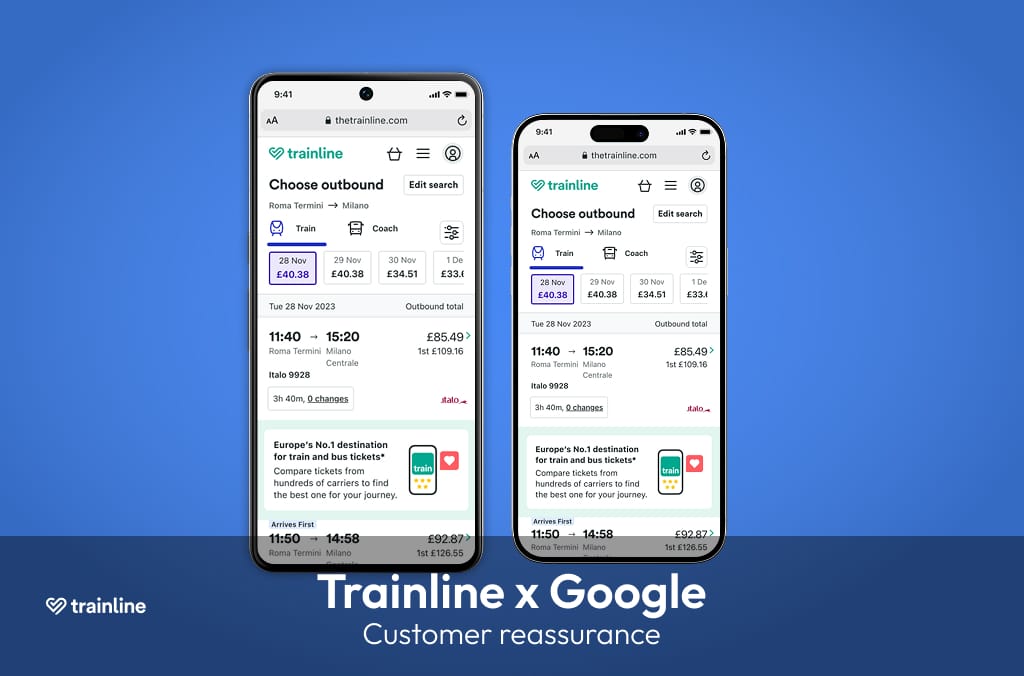 9:41
AA thetrainline.com
trainline
Choose outbound Edit search
Roma Termini → Milano
Train Coach
28 Nov 29 Nov 30 Nov 1 De
£40.38 £40.38 £34.51 £33.6
Tue 28 Nov 2023 Outbound total
11:40 → 15:20 £85.49
Roma Termini Milano Centrale 1st £109.16
Italo 9928
3h 40m, 0 changes italo
Europe's No.1 destination
for train and bus tickets*
Compare tickets from
hundreds of carriers to find
the best one for your journey.
train
Arrives First
11:50 → 14:58 £92.87
Roma Termini Milano 1st £126.55
9:41
AA thetrainline.com
trainline
Choose outbound Edit search
Roma Termini → Milano
Train Coach
28 Nov 29 Nov 30 Nov 1 De
£40.38 £40.38 £34.51 £33.6
Tue 28 Nov 2023 Outbound total
11:40 → 15:20 £85.49
Roma Termini Milano Centrale 1st £109.16
Italo 9928
3h 40m, 0 changes italo
Europe's No.1 destination
for train and bus tickets*
Compare tickets from
hundreds of carriers to find
the best one for your journey.
train
Arrives First
11:50 → 14:58 £92.87
Roma Termini Milano 1st £126.55
trainline
Trainline x Google
Customer reassurance